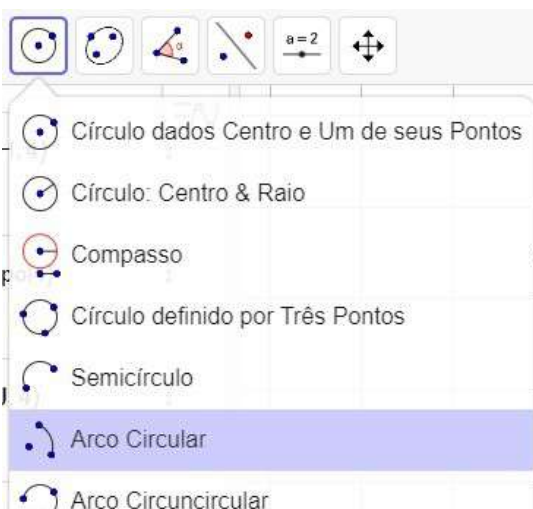 α
a = 2
Círculo dados Centro e Um de seus Pontos
Círculo: Centro & Raio
Compasso
Círculo definido por Três Pontos
Semicírculo
Arco Circular
Arco Circuncircular